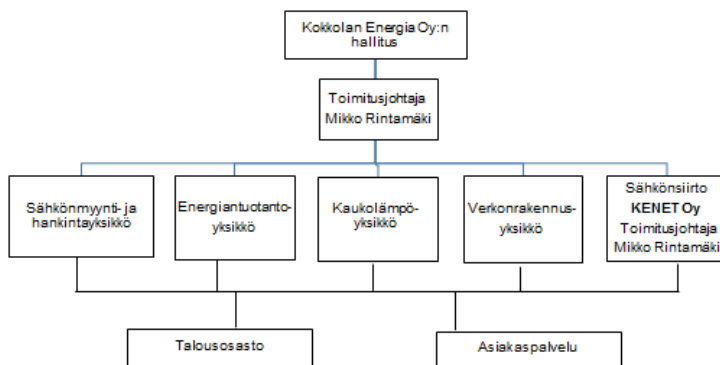 Kokkolan Energia Oy:n
hallitus
Toimitusjohtaja
Mikko Rintamäki
Sähkönmyynti- ja
hankintayksikkö
Energiantuotanto-
yksikkö
Kaukolämpö-
yksikkö
Verkonrakennus-
yksikkö
Sähkönsiirto
KENET Oy
Toimitusjohtaja
Mikko Rintamäki
Talousosasto
Asiakaspalvelu